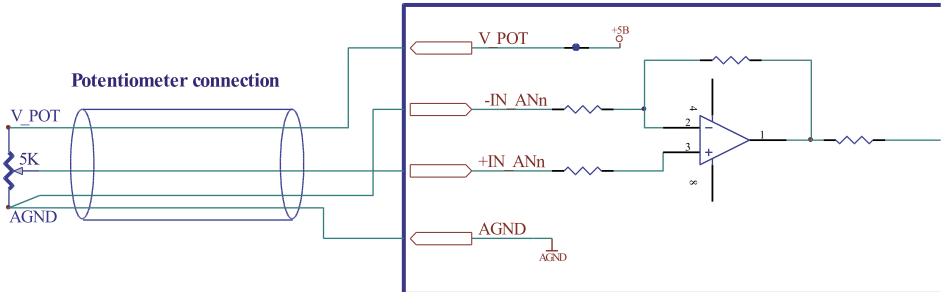 V_POT
+5B
Potentiometer connection
-IN_ANn
4
V_POT
2
1
3
5K
+IN_ANn
8
AGND
AGND
AGND